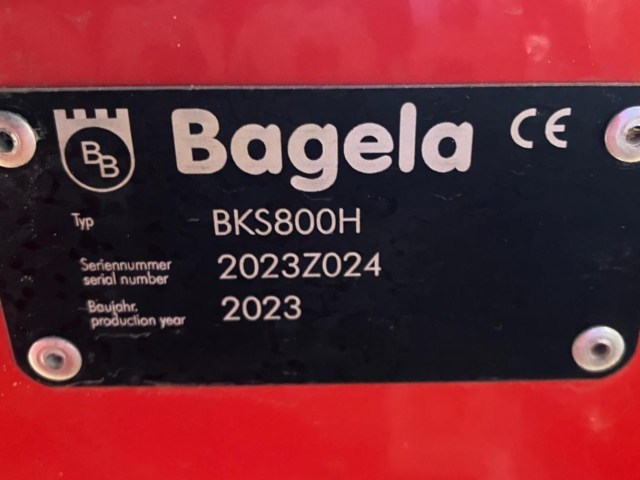 BB Bagela CE
Typ BKS800H
Seriennummer 2023Z024
serial number
Baujahr. 2023
production year